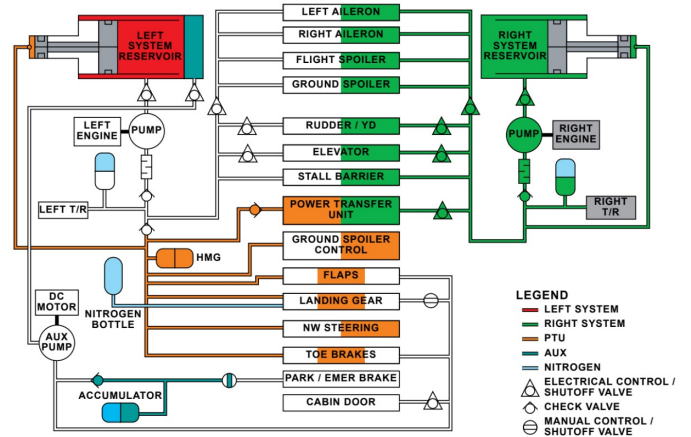 LEFT
SYSTEM
RESERVOIR
LEFT AILERON
RIGHT AILERON
FLIGHT SPOILER
GROUND SPOILER
RIGHT
SYSTEM
RESERVOIR
LEFT
ENGINE
PUMP
RUDDER / YD
ELEVATOR
STALL BARRIER
PUMP
RIGHT
ENGINE
LEFT T/R
POWER TRANSFER
UNIT
RIGHT
T/R
GROUND SPOILER
CONTROL
HMG
FLAPS
LANDING GEAR
NW STEERING
TOE BRAKES
PARK / EMER BRAKE
CABIN DOOR
NITROGEN
BOTTLE
DC
MOTOR
AUX
PUMP
ACCUMULATOR
LEGEND
LEFT SYSTEM
RIGHT SYSTEM
PTU
AUX
NITROGEN
ELECTRICAL CONTROL /
SHUTOFF VALVE
CHECK VALVE
MANUAL CONTROL /
SHUTOFF VALVE